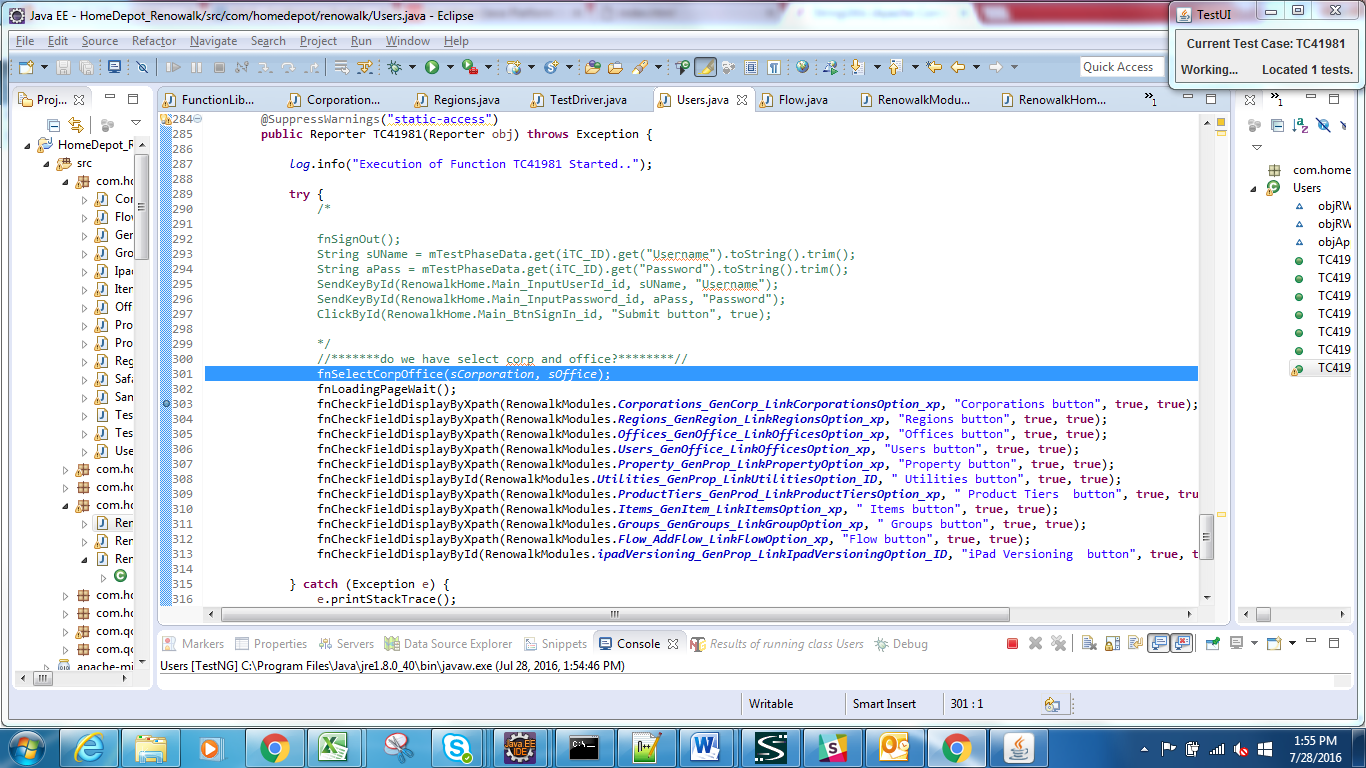 Java EE - HomeDepot_Renowalk/src/com/homedepot/renowalk/Users.java - Eclipse
TestUI
Current Test Case: TC41981
Working... Located 1 tests.
File Edit Source Refactor Navigate Search Project Run Window Help
Quick Access
Proj...
FunctionLib... Corporation... Regions.java TestDriver.java Users.java Flow.java RenowalkModu... RenowalkHom... »1
»1
HomeDepot_R
src
com.ho
Cor
Flov
Ger
Gro
Ipac
Iten
Off
Pro
Pro
Reg
Safa
San
Test
Test
Use
com.ho
com.ho
com.ho
Ren
Ren
Ren
com.ho
com.ho
com.qc
com.qc
apache-mi
284 @SuppressWarnings("static-access")
285 public Reporter TC41981(Reporter obj) throws Exception {
286
287 log.info("Execution of Function TC41981 Started..");
288
289 try {
290 /*
291
292 fnSignOut();
293 String sUName = mTestPhaseData.get(iTC_ID).get("Username").toString().trim();
294 String aPass = mTestPhaseData.get(iTC_ID).get("Password").toString().trim();
295 SendKeyById(RenowalkHome.Main_InputUserId_id, sUName, "Username");
296 SendKeyById(RenowalkHome.Main_InputPassword_id, aPass, "Password");
297 ClickById(RenowalkHome.Main_BtnSignIn_id, "Submit button", true);
298
299 */
300 //*******do we have select corp and office?********//
301 fnSelectCorpOffice(sCorporation, sOffice);
302 fnLoadingPageWait();
303 fnCheckFieldDisplayByXpath(RenowalkModules.Corporations_GenCorp_LinkCorporationsOption_xp, "Corporations button", true, true);
304 fnCheckFieldDisplayByXpath(RenowalkModules.Regions_GenRegion_LinkRegionsOption_xp, "Regions button", true, true);
305 fnCheckFieldDisplayByXpath(RenowalkModules.Offices_GenOffice_LinkOfficesOption_xp, "Offices button", true, true);
306 fnCheckFieldDisplayByXpath(RenowalkModules.Users_GenOffice_LinkOfficesOption_xp, "Users button", true, true);
307 fnCheckFieldDisplayByXpath(RenowalkModules.Property_GenProp_LinkPropertyOption_xp, "Property button", true, true);
308 fnCheckFieldDisplayById(RenowalkModules.Utilities_GenProp_LinkUtilitiesOption_ID, " Utilities button", true, true);
309 fnCheckFieldDisplayByXpath(RenowalkModules.ProductTiers_GenProd_LinkProductTiersOption_xp, " Product Tiers  button", true, tru
310 fnCheckFieldDisplayByXpath(RenowalkModules.Items_GenItem_LinkItemsOption_xp, " Items button", true, true);
311 fnCheckFieldDisplayByXpath(RenowalkModules.Groups_GenGroups_LinkGroupOption_xp, " Groups button", true, true);
312 fnCheckFieldDisplayByXpath(RenowalkModules.Flow_AddFlow_LinkFlowOption_xp, "Flow button", true, true);
313 fnCheckFieldDisplayById(RenowalkModules.ipadVersioning_GenProp_LinkIpadVersioningOption_ID, "iPad Versioning  button", true, t
314
315 } catch (Exception e) {
316 e.printStackTrace();
com.home
Users
objRW
objRW
objAp
TC419
TC419
TC419
TC419
TC419
TC419
TC419
Markers Properties Servers Data Source Explorer Snippets Console Results of running class Users Debug
Users [TestNG] C:\Program Files\Java\jre1.8.0_40\bin\javaw.exe (Jul 28, 2016, 1:54:46 PM)
Writable Smart Insert 301 : 1
Java EE
IDE
1:55 PM
7/28/2016